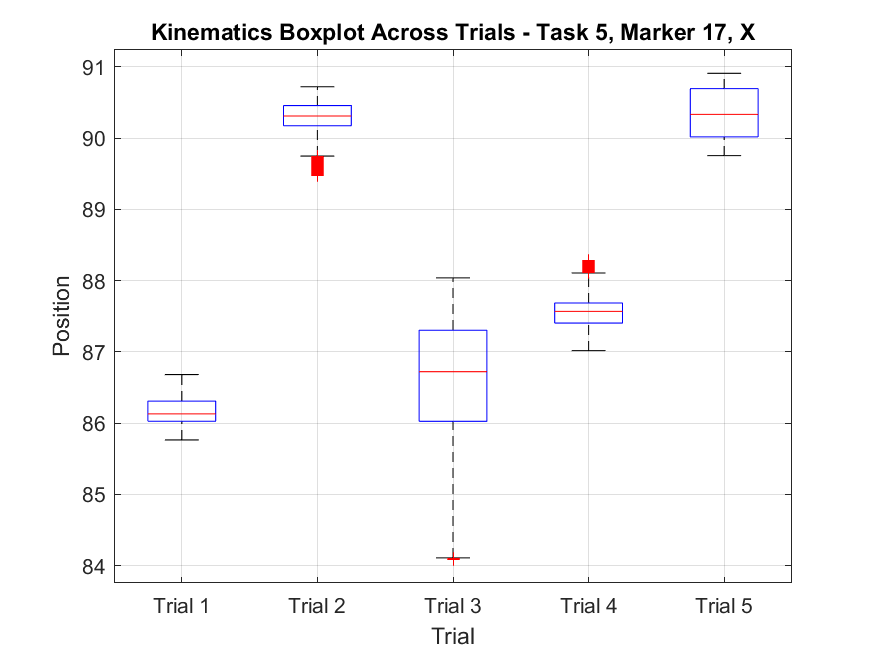 Kinematics Boxplot Across Trials - Task 5, Marker 17, X
91
90
89
88
87
86
85
84
Position
Trial 1 Trial 2 Trial 3 Trial 4 Trial 5
Trial